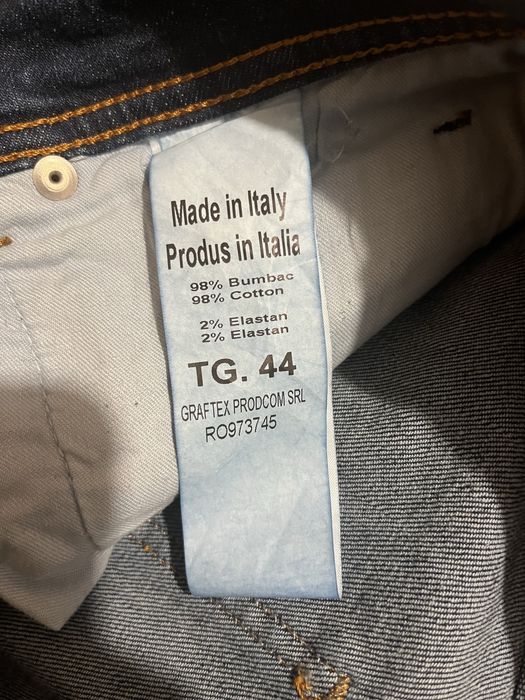 Made in Italy
Produs in Italia
98% Bumbac
98% Cotton
2% Elastan
2% Elastan
TG. 44
GRAFTEX PRODCOM SRL
RO973745